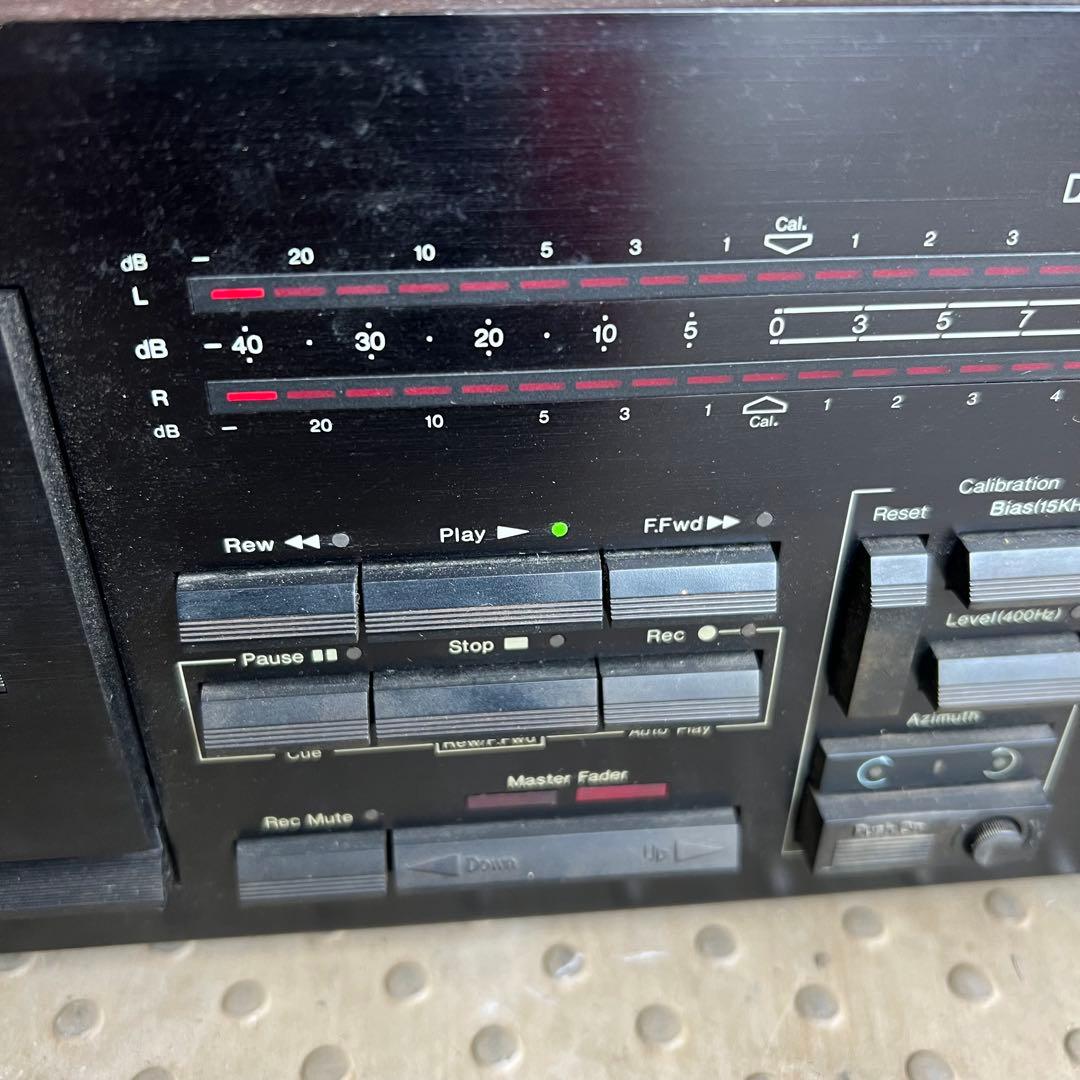 dB – 20 10 5 3 1 Cal. 1 2 3
L
dB –40 · 30 · 20 · 10 5 0 3 5 7
R
dB – 20 10 5 3 1 Cal. 1 2 3 4
Calibration
Reset Bias(15KH
Rew Play F.Fwd
Level(400Hz)
Pause Stop Rec
Azimuth
Cue Rew/F.Fwd Auto Play
Master Fader
Rec Mute
Down Up
Push On